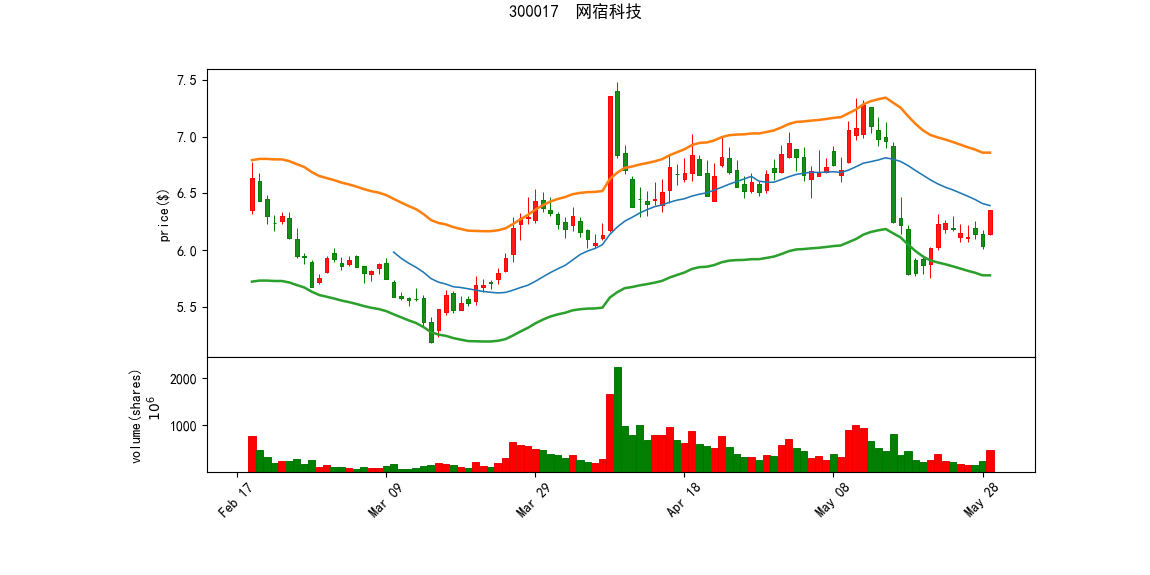 300017  网宿科技
7.5
7.0
6.5
6.0
5.5
price($)
2000
1000
volume(shares)
10^6
Feb 17
Mar 09
Mar 29
Apr 18
May 08
May 28